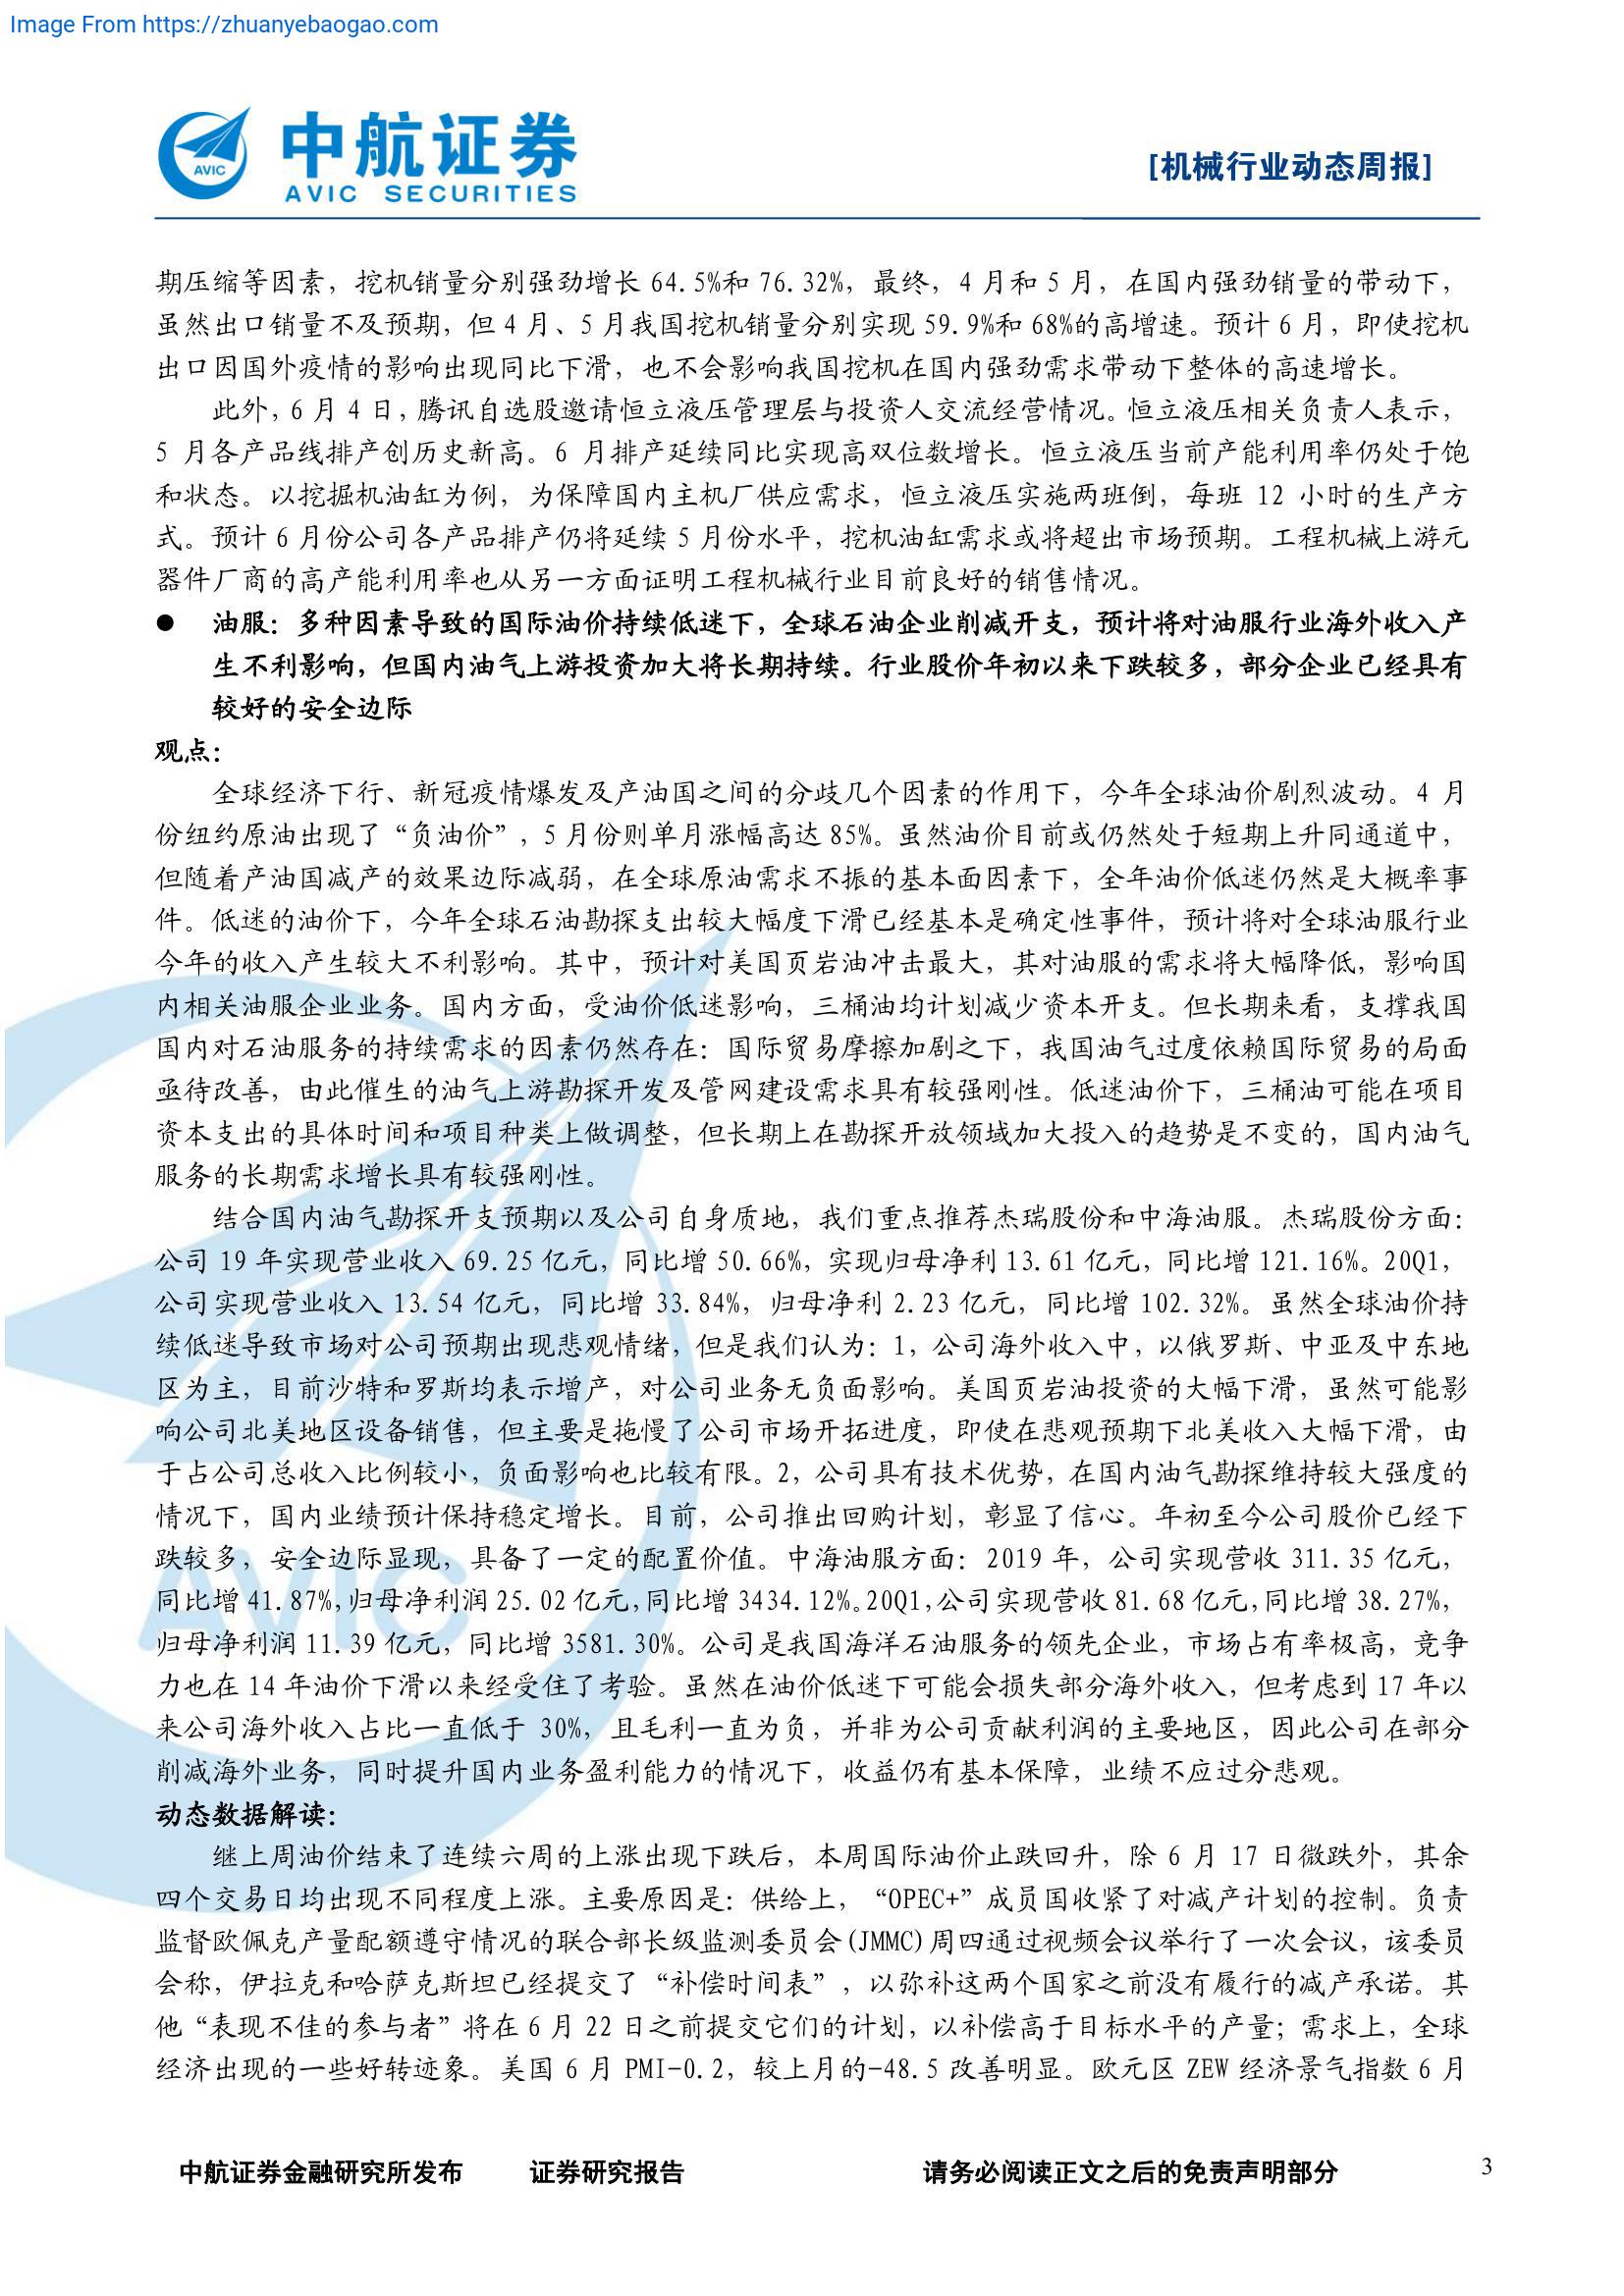 Image From https://zhuanyebaogao.com
AVIC
中航证券
AVIC SECURITIES
[机械行业动态周报]
期压缩等因素，挖机销量分别强劲增长 64.5%和 76.32%，最终，4 月和 5 月，在国内强劲销量的带动下，
虽然出口销量不及预期，但 4 月、5 月我国挖机销量分别实现 59.9%和 68%的高增速。预计 6 月，即使挖机
出口因国外疫情的影响出现同比下滑，也不会影响我国挖机在国内强劲需求带动下整体的高速增长。
此外，6 月 4 日，腾讯自选股邀请恒立液压管理层与投资人交流经营情况。恒立液压相关负责人表示，
5 月各产品线排产创历史新高。6 月排产延续同比实现高双位数增长。恒立液压当前产能利用率仍处于饱
和状态。以挖掘机油缸为例，为保障国内主机厂供应需求，恒立液压实施两班倒，每班 12 小时的生产方
式。预计 6 月份公司各产品排产仍将延续 5 月份水平，挖机油缸需求或将超出市场预期。工程机械上游元
器件厂商的高产能利用率也从另一方面证明工程机械行业目前良好的销售情况。
● 油服：多种因素导致的国际油价持续低迷下，全球石油企业削减开支，预计将对油服行业海外收入产
生不利影响，但国内油气上游投资加大将长期持续。行业股价年初以来下跌较多，部分企业已经具有
较好的安全边际
观点：
全球经济下行、新冠疫情爆发及产油国之间的分歧几个因素的作用下，今年全球油价剧烈波动。4 月
份纽约原油出现了“负油价”，5 月份则单月涨幅高达 85%。虽然油价目前或仍然处于短期上升同通道中，
但随着产油国减产的效果边际减弱，在全球原油需求不振的基本面因素下，全年油价低迷仍然是大概率事
件。低迷的油价下，今年全球石油勘探支出较大幅度下滑已经基本是确定性事件，预计将对全球油服行业
今年的收入产生较大不利影响。其中，预计对美国页岩油冲击最大，其对油服的需求将大幅降低，影响国
内相关油服企业业务。国内方面，受油价低迷影响，三桶油均计划减少资本开支。但长期来看，支撑我国
国内对石油服务的持续需求的因素仍然存在：国际贸易摩擦加剧之下，我国油气过度依赖国际贸易的局面
亟待改善，由此催生的油气上游勘探开发及管网建设需求具有较强刚性。低迷油价下，三桶油可能在项目
资本支出的具体时间和项目种类上做调整，但长期上在勘探开放领域加大投入的趋势是不变的，国内油气
服务的长期需求增长具有较强刚性。
结合国内油气勘探开支预期以及公司自身质地，我们重点推荐杰瑞股份和中海油服。杰瑞股份方面：
公司 19 年实现营业收入 69.25 亿元，同比增 50.66%，实现归母净利 13.61 亿元，同比增 121.16%。20Q1，
公司实现营业收入 13.54 亿元，同比增 33.84%，归母净利 2.23 亿元，同比增 102.32%。虽然全球油价持
续低迷导致市场对公司预期出现悲观情绪，但是我们认为：1，公司海外收入中，以俄罗斯、中亚及中东地
区为主，目前沙特和罗斯均表示增产，对公司业务无负面影响。美国页岩油投资的大幅下滑，虽然可能影
响公司北美地区设备销售，但主要是拖慢了公司市场开拓进度，即使在悲观预期下北美收入大幅下滑，由
于占公司总收入比例较小，负面影响也比较有限。2，公司具有技术优势，在国内油气勘探维持较大强度的
情况下，国内业绩预计保持稳定增长。目前，公司推出回购计划，彰显了信心。年初至今公司股价已经下
跌较多，安全边际显现，具备了一定的配置价值。中海油服方面：2019 年，公司实现营收 311.35 亿元，
同比增 41.87%，归母净利润 25.02 亿元，同比增 3434.12%。20Q1，公司实现营收 81.68 亿元，同比增 38.27%，
归母净利润 11.39 亿元，同比增 3581.30%。公司是我国海洋石油服务的领先企业，市场占有率极高，竞争
力也在 14 年油价下滑以来经受住了考验。虽然在油价低迷下可能会损失部分海外收入，但考虑到 17 年以
来公司海外收入占比一直低于 30%，且毛利一直为负，并非为公司贡献利润的主要地区，因此公司在部分
削减海外业务，同时提升国内业务盈利能力的情况下，收益仍有基本保障，业绩不应过分悲观。
动态数据解读：
继上周油价结束了连续六周的上涨出现下跌后，本周国际油价止跌回升，除 6 月 17 日微跌外，其余
四个交易日均出现不同程度上涨。主要原因是：供给上，“OPEC+”成员国收紧了对减产计划的控制。负责
监督欧佩克产量配额遵守情况的联合部长级监测委员会(JMMC)周四通过视频会议举行了一次会议，该委员
会称，伊拉克和哈萨克斯坦已经提交了“补偿时间表”，以弥补这两个国家之前没有履行的减产承诺。其
他“表现不佳的参与者”将在 6 月 22 日之前提交它们的计划，以补偿高于目标水平的产量；需求上，全球
经济出现的一些好转迹象。美国 6 月 PMI-0.2，较上月的-48.5 改善明显。欧元区 ZEW 经济景气指数 6 月
中航证券金融研究所发布 证券研究报告 请务必阅读正文之后的免责声明部分 3